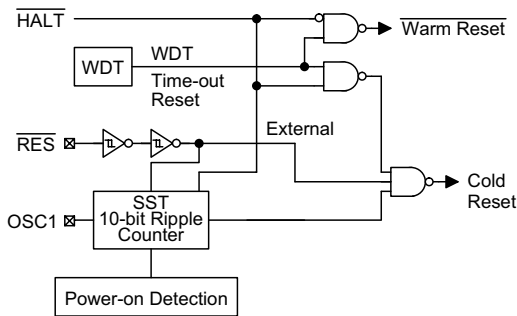 HALT
Warm Reset
WDT
WDT
Time-out
Reset
RES
External
Cold
Reset
OSC1
SST
10-bit Ripple
Counter
Power-on Detection